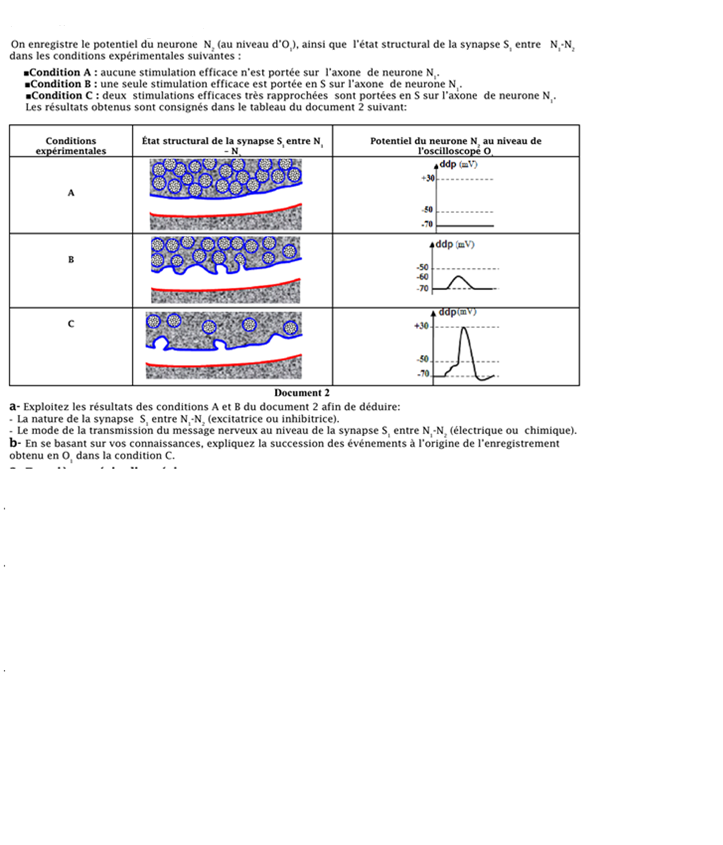 On enregistre le potentiel du neurone N₂ (au niveau d'O₁), ainsi que l'état structural de la synapse S₁ entre N₁-N₂
dans les conditions expérimentales suivantes :
■Condition A : aucune stimulation efficace n'est portée sur l'axone de neurone N₁.
■Condition B : une seule stimulation efficace est portée en S sur l'axone de neurone N₁.
■Condition C : deux stimulations efficaces très rapprochées sont portées en S sur l'axone de neurone N₁.
Les résultats obtenus sont consignés dans le tableau du document 2 suivant:
Conditions
expérimentales
État structural de la synapse S₁ entre N₁
– N
Potentiel du neurone N₂ au niveau de
l'oscilloscope O
A
ddp (mV)
+30
-50
-70
B
ddp (mV)
-50
-60
-70
C
ddp(mV)
+30
-50
-70
Document 2
a- Exploitez les résultats des conditions A et B du document 2 afin de déduire:
- La nature de la synapse S₁ entre N₁-N₂ (excitatrice ou inhibitrice).
- Le mode de la transmission du message nerveux au niveau de la synapse S₁ entre N₁-N₂ (électrique ou chimique).
b- En se basant sur vos connaissances, expliquez la succession des événements à l'origine de l'enregistrement
obtenu en O₁ dans la condition C.